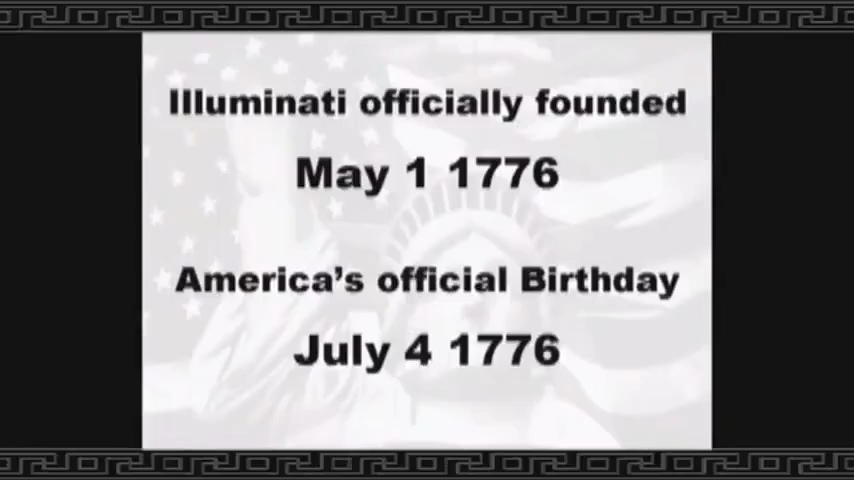 Illuminati officially founded
May 1 1776
America's official Birthday
July 4 1776